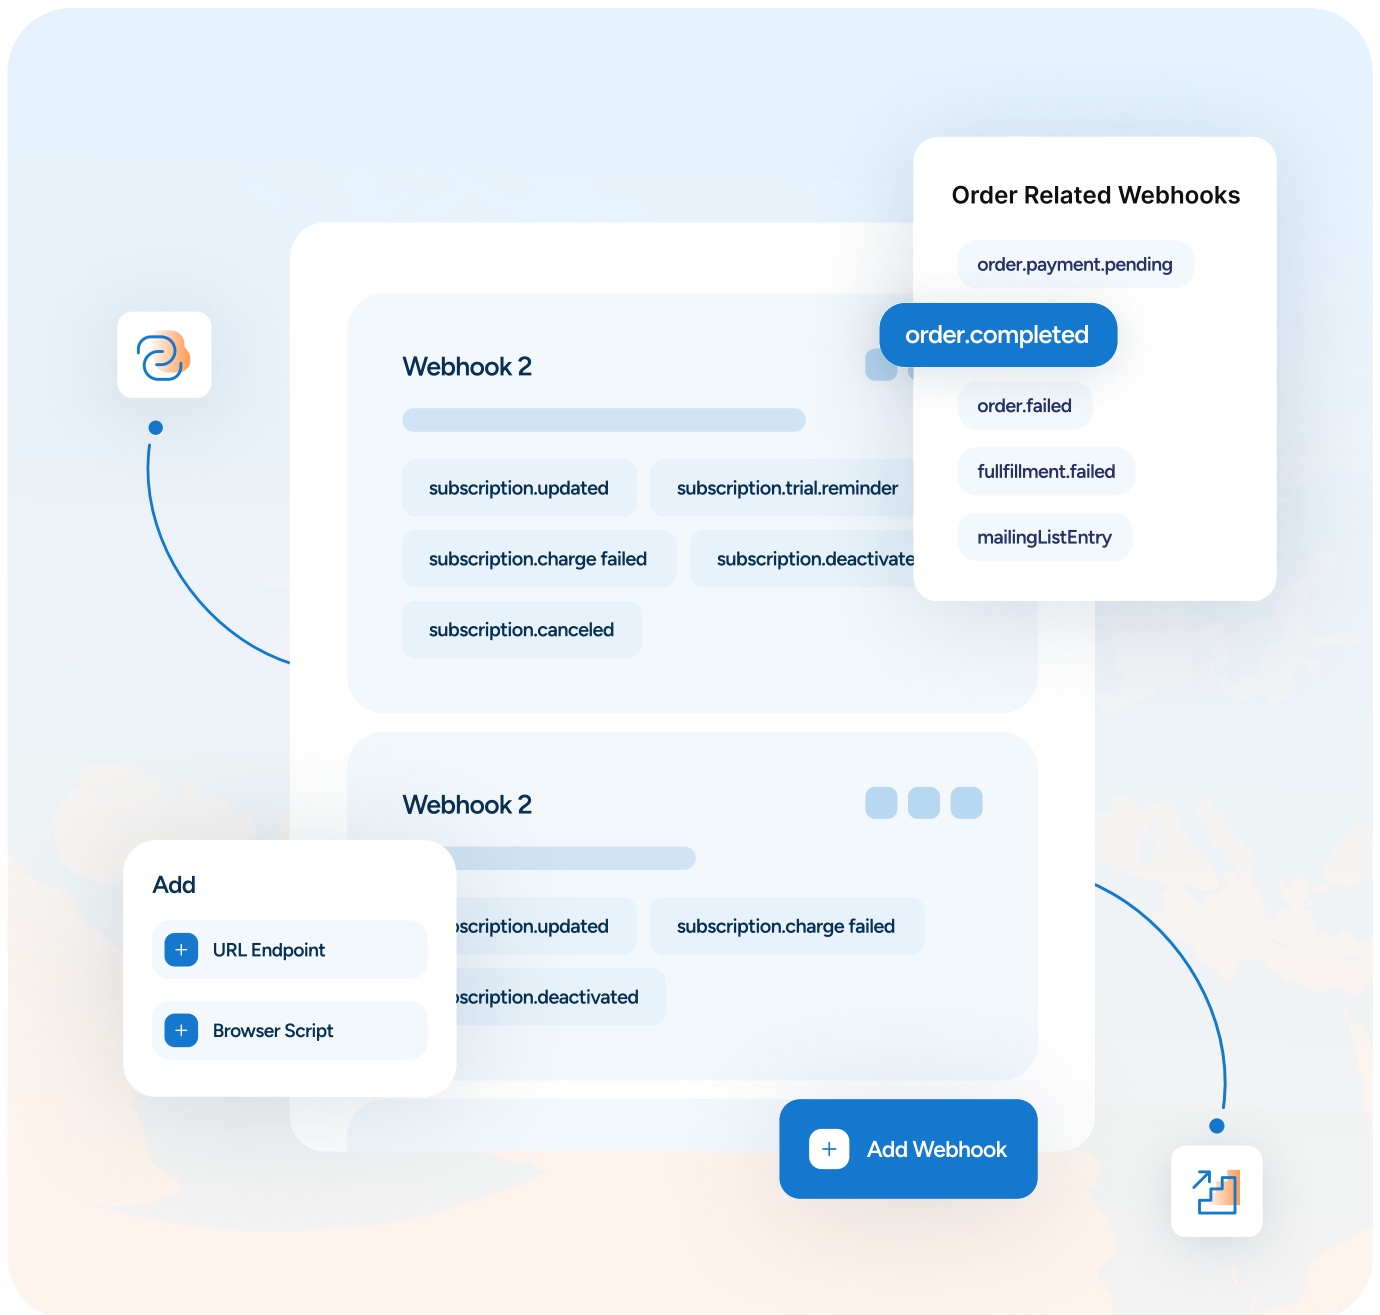 Order Related Webhooks
order.payment.pending
order.completed
order.failed
fullfillment.failed
mailingListEntry
Webhook 2
subscription.updated subscription.trial.reminder
subscription.charge failed subscription.deactivate
subscription.canceled
Webhook 2
oscription.updated subscription.charge failed
oscription.deactivated
Add
URL Endpoint
Browser Script
Add Webhook